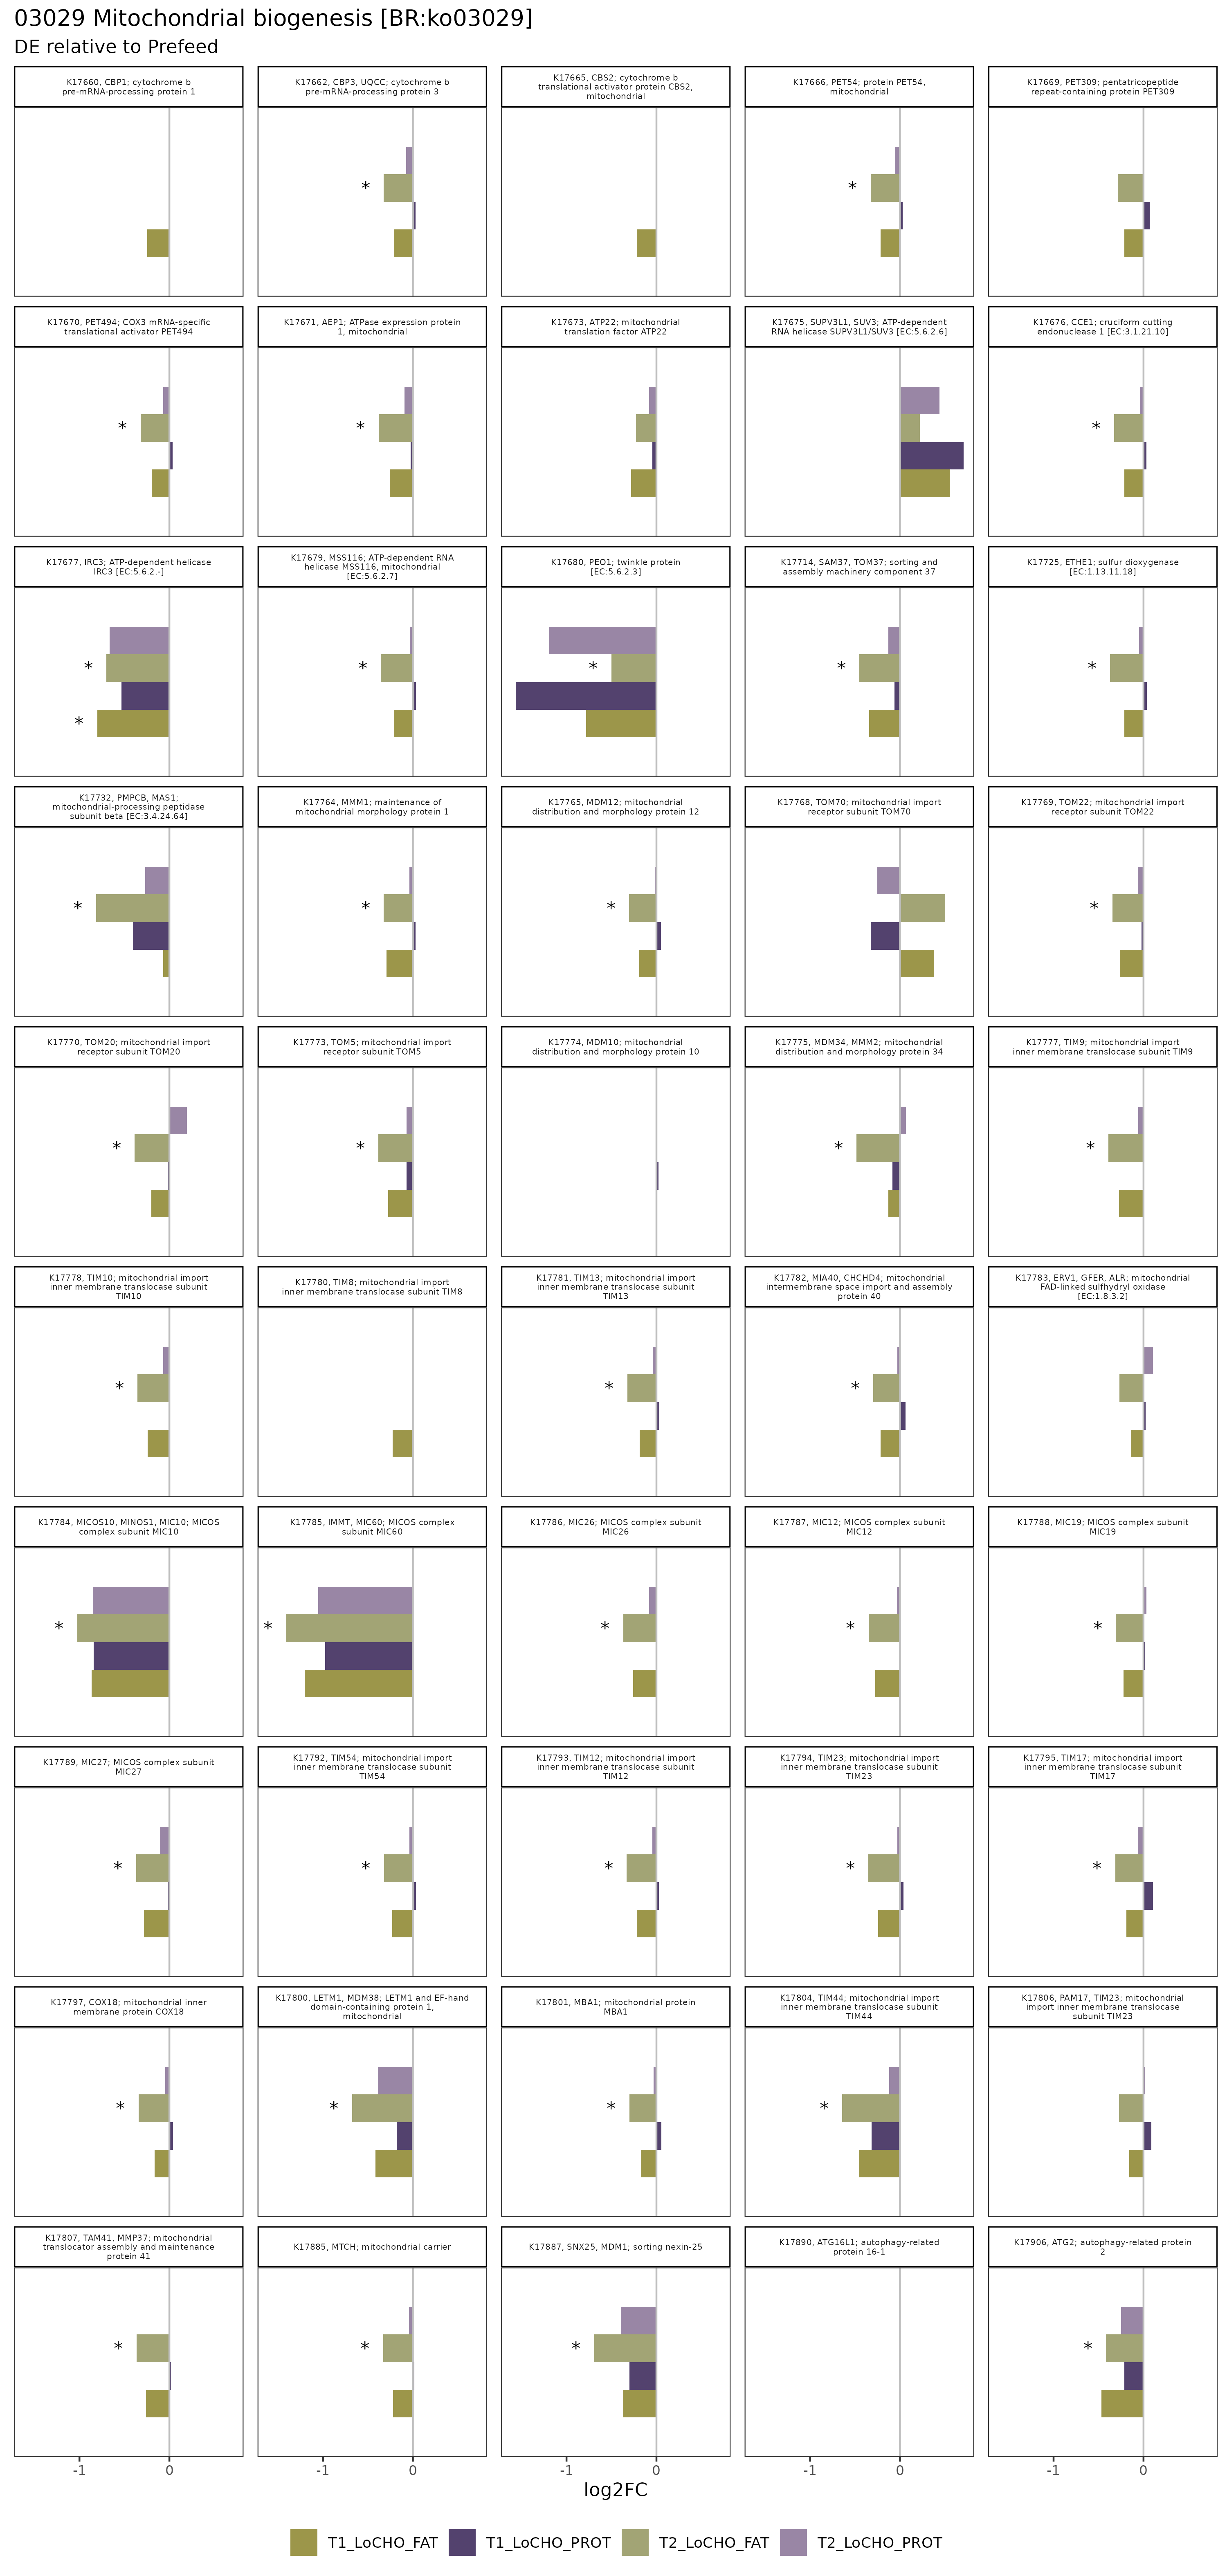 03029 Mitochondrial biogenesis [BR:ko03029]
DE relative to Prefeed
K17660, CBP1; cytochrome b
pre-mRNA-processing protein 1
K17662, CBP3, UQCC; cytochrome b
pre-mRNA-processing protein 3
K17665, CBS2; cytochrome b
translational activator protein CBS2,
mitochondrial
K17666, PET54; protein PET54,
mitochondrial
K17669, PET309; pentatricopeptide
repeat-containing protein PET309
*
*
K17670, PET494; COX3 mRNA-specific
translational activator PET494
K17671, AEP1; ATPase expression protein
1, mitochondrial
K17673, ATP22; mitochondrial
translation factor ATP22
K17675, SUPV3L1, SUV3; ATP-dependent
RNA helicase SUPV3L1/SUV3 [EC:5.6.2.6]
K17676, CCE1; cruciform cutting
endonuclease 1 [EC:3.1.21.10]
*
*
*
K17677, IRC3; ATP-dependent helicase
IRC3 [EC:5.6.2.-]
K17679, MSS116; ATP-dependent RNA
helicase MSS116, mitochondrial
[EC:5.6.2.7]
K17680, PEO1; twinkle protein
[EC:5.6.2.3]
K17714, SAM37, TOM37; sorting and
assembly machinery component 37
K17725, ETHE1; sulfur dioxygenase
[EC:1.13.11.18]
*
*
*
*
*
*
K17732, PMPCB, MAS1;
mitochondrial-processing peptidase
subunit beta [EC:3.4.24.64]
K17764, MMM1; maintenance of
mitochondrial morphology protein 1
K17765, MDM12; mitochondrial
distribution and morphology protein 12
K17768, TOM70; mitochondrial import
receptor subunit TOM70
K17769, TOM22; mitochondrial import
receptor subunit TOM22
*
*
*
*
K17770, TOM20; mitochondrial import
receptor subunit TOM20
K17773, TOM5; mitochondrial import
receptor subunit TOM5
K17774, MDM10; mitochondrial
distribution and morphology protein 10
K17775, MDM34, MMM2; mitochondrial
distribution and morphology protein 34
K17777, TIM9; mitochondrial import
inner membrane translocase subunit TIM9
*
*
*
*
K17778, TIM10; mitochondrial import
inner membrane translocase subunit
TIM10
K17780, TIM8; mitochondrial import
inner membrane translocase subunit TIM8
K17781, TIM13; mitochondrial import
inner membrane translocase subunit
TIM13
K17782, MIA40, CHCHD4; mitochondrial
intermembrane space import and assembly
protein 40
K17783, ERV1, GFER, ALR; mitochondrial
FAD-linked sulfhydryl oxidase
[EC:1.8.3.2]
*
*
*
K17784, MICOS10, MINOS1, MIC10; MICOS
complex subunit MIC10
K17785, IMMT, MIC60; MICOS complex
subunit MIC60
K17786, MIC26; MICOS complex subunit
MIC26
K17787, MIC12; MICOS complex subunit
MIC12
K17788, MIC19; MICOS complex subunit
MIC19
*
*
*
*
*
K17789, MIC27; MICOS complex subunit
MIC27
K17792, TIM54; mitochondrial import
inner membrane translocase subunit
TIM54
K17793, TIM12; mitochondrial import
inner membrane translocase subunit
TIM12
K17794, TIM23; mitochondrial import
inner membrane translocase subunit
TIM23
K17795, TIM17; mitochondrial import
inner membrane translocase subunit
TIM17
*
*
*
*
*
K17797, COX18; mitochondrial inner
membrane protein COX18
K17800, LETM1, MDM38; LETM1 and EF-hand
domain-containing protein 1,
mitochondrial
K17801, MBA1; mitochondrial protein
MBA1
K17804, TIM44; mitochondrial import
inner membrane translocase subunit
TIM44
K17806, PAM17, TIM23; mitochondrial
import inner membrane translocase
subunit TIM23
*
*
*
*
K17807, TAM41, MMP37; mitochondrial
translocator assembly and maintenance
protein 41
K17885, MTCH; mitochondrial carrier
K17887, SNX25, MDM1; sorting nexin-25
K17890, ATG16L1; autophagy-related
protein 16-1
K17906, ATG2; autophagy-related protein
2
*
*
*
*
-1 0 -1 0 -1 0 -1 0 -1 0
log2FC
T1_LoCHO_FAT T1_LoCHO_PROT T2_LoCHO_FAT T2_LoCHO_PROT